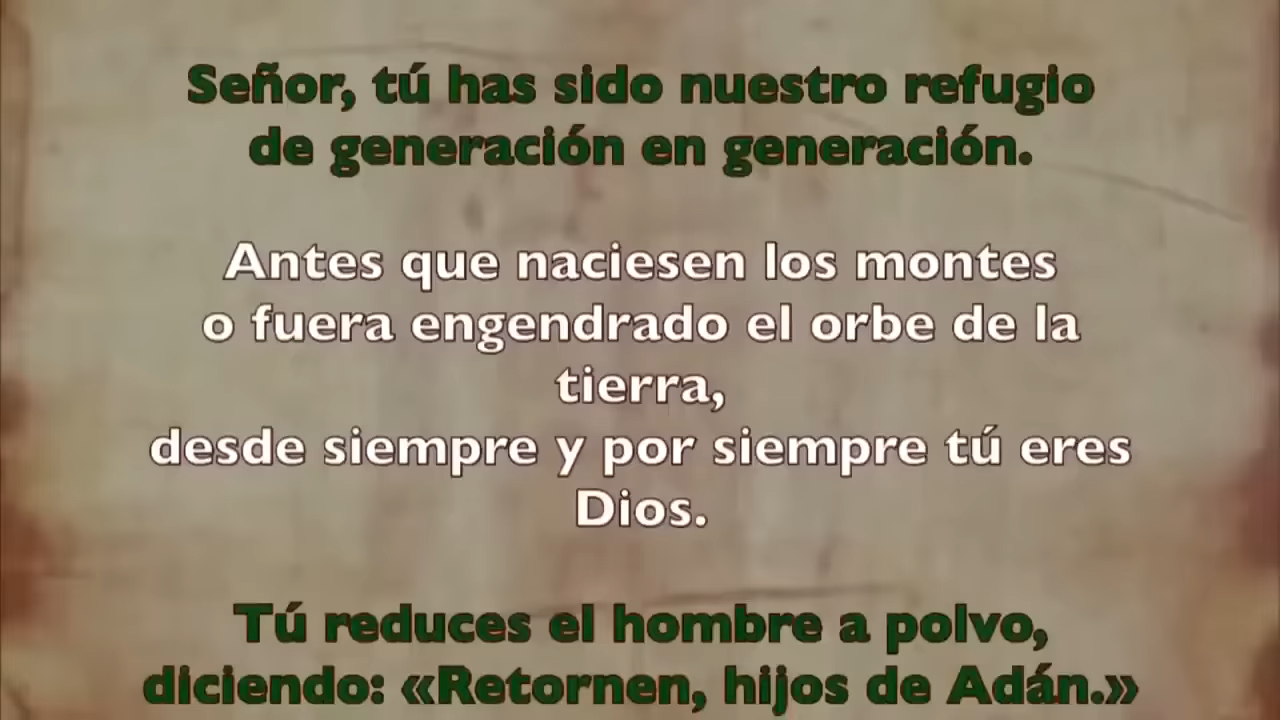 Señor, tú has sido nuestro refugio
de generación en generación.
Antes que naciesen los montes
o fuera engendrado el orbe de la
tierra,
desde siempre y por siempre tú eres
Dios.
Tú reduces el hombre a polvo,
diciendo: «Retornen, hijos de Adán.»